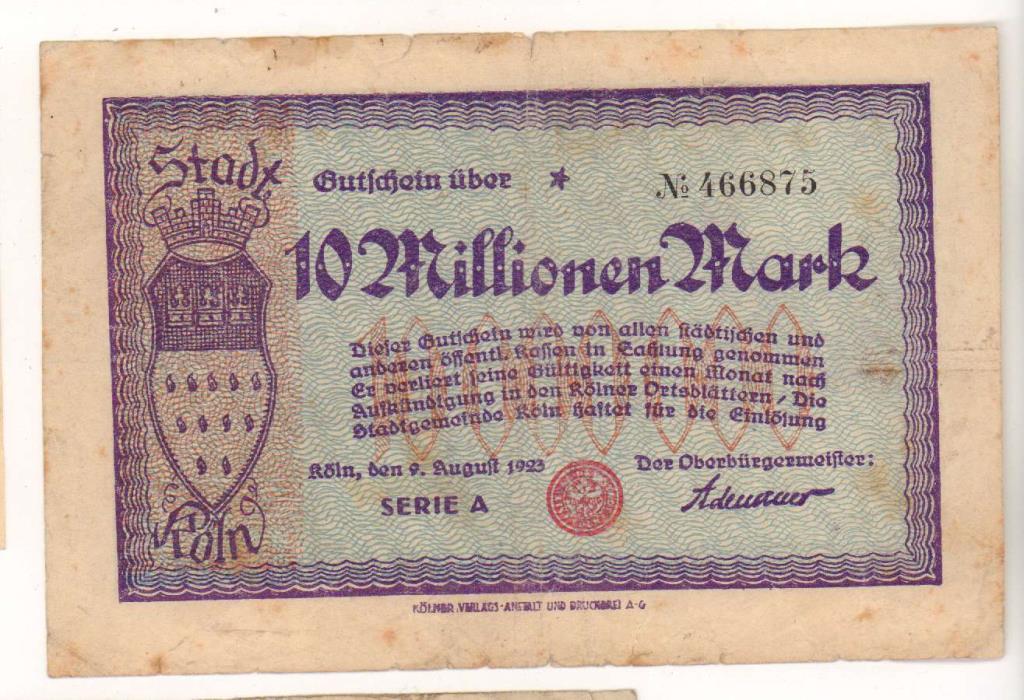 Stadt
Köln
Gutschein über * № 466875
10 Millionen Mark
10000000
Dieser Gutschein wird von allen städtischen und
anderen öffentl. Kassen in Zahlung genommen
Er verliert seine Gültigkeit einen Monat nach
Aufkündigung in den Kölner Ortsblättern / Die
Stadtgemeinde Köln haftet für die Einlösung
Köln, den 9. August 1923 Der Oberbürgermeister:
SERIE A Adenauer
KÖLNER VERLAGS-ANSTALT UND DRUCKEREI A-G